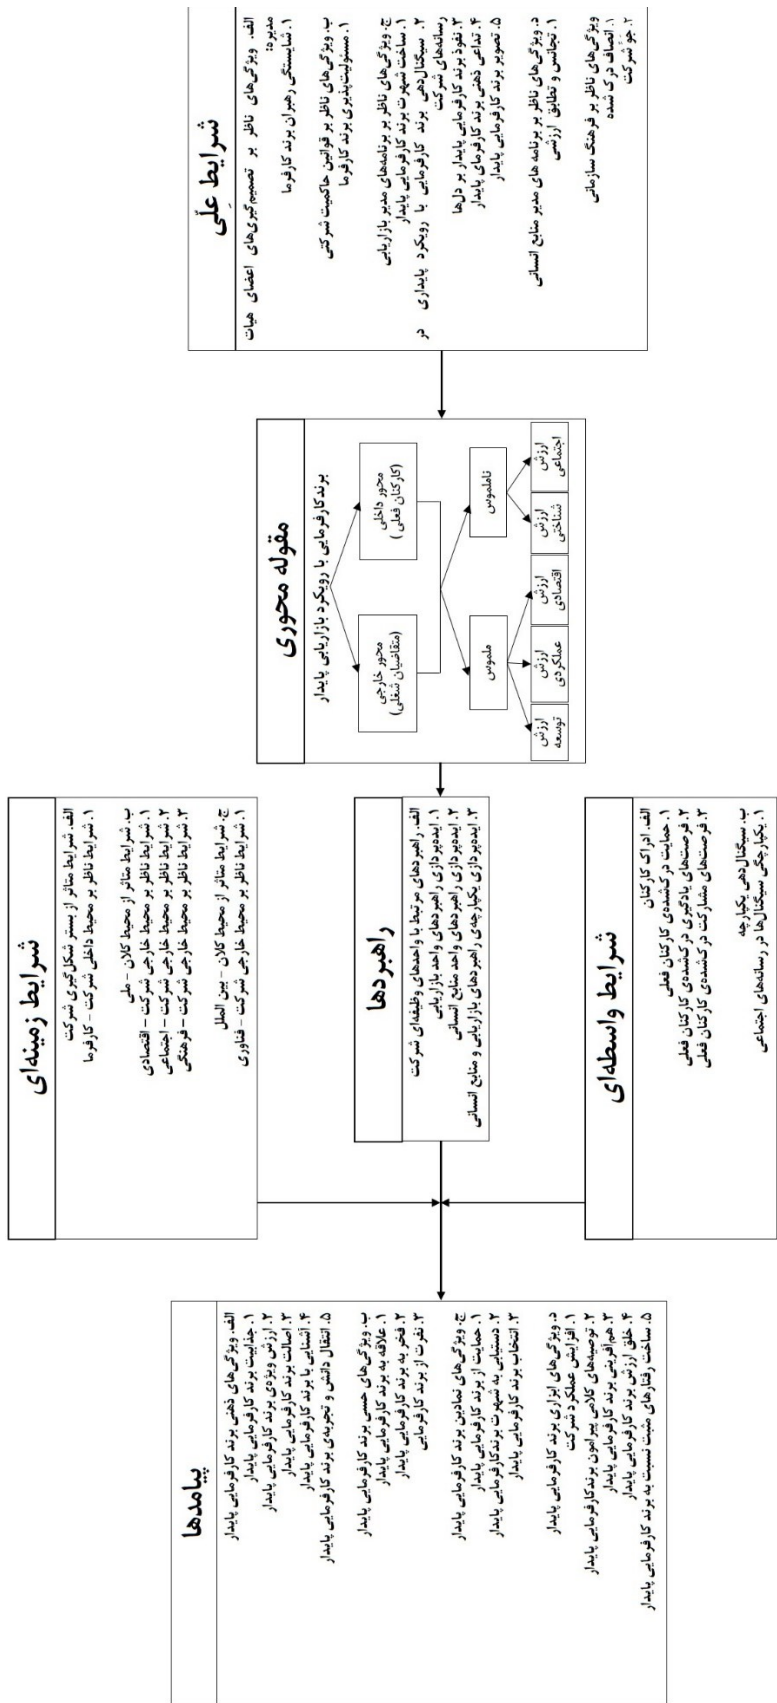 شرایط علّی
الف. ویژگی‌های ناظر بر تصمیم‌گیری‌های اعضای هیات
مدیره:
۱. شایستگی رهبران برند کارفرما
ب. ویژگی‌های ناظر بر قوانین حاکمیت شرکتی
۱. مسئولیت‌پذیری برند کارفرما
ج. ویژگی‌های ناظر بر برنامه‌های مدیر بازاریابی
۱. ساخت شهرت برند کارفرمایی پایدار
۲. سیگنال‌دهی برند کارفرمایی با رویکرد پایداری در
رسانه‌های شرکت
۳. نفوذ برند کارفرمایی پایدار بر دل‌ها
۴. تداعی ذهنی برند کارفرمای پایدار
۵. تصویر برند کارفرمایی پایدار
د. ویژگی‌های ناظر بر برنامه های مدیر منابع انسانی
۱. تجانس و تطابق ارزشی
ویژگی‌های ناظر بر فرهنگ سازمانی
۱. انصاف درک شده
۲. جو شرکت
مقوله محوری
برندکارفرمایی با رویکرد بازاریابی پایدار
محور داخلی
(کارکنان فعلی )
محور خارجی
(متقاضیان شغلی)
ناملموس
ملموس
ارزش
اجتماعی
ارزش
شناختی
ارزش
اقتصادی
ارزش
عملکردی
ارزش
توسعه
شرایط زمینه‌ای
الف. شرایط متاثر از بستر شکل‌گیری شرکت
۱. شرایط ناظر بر محیط داخلی شرکت - کارفرما
ب. شرایط متاثر از محیط کلان - ملی
۱. شرایط ناظر بر محیط خارجی شرکت – اقتصادی
۲. شرایط ناظر بر محیط خارجی شرکت – اجتماعی
۳. شرایط ناظر بر محیط خارجی شرکت - فرهنگی
ج. شرایط متاثر از محیط کلان - بین الملل
۱. شرایط ناظر بر محیط خارجی شرکت - فناوری
راهبردها
الف. راهبردهای مرتبط با واحدهای وظیفه‌ای شرکت
۱. ایده‌پردازی راهبردهای واحد بازاریابی
۲. ایده‌پردازی راهبردهای واحد منابع انسانی
۳. ایده‌پردازی یکپارچه‌ی راهبردهای بازاریابی و منابع انسانی
شرایط واسطه‌ای
الف. ادراک کارکنان
۱. حمایت درک‌شده‌ی کارکنان فعلی
۲. فرصت‌های یادگیری درک‌شده‌ی کارکنان فعلی
۳. فرصت‌های مشارکت درک‌شده‌ی کارکنان فعلی
ب. سیگنال‌دهی یکپارچه
۱. یکپارچگی سیگنال‌ها در رسانه‌های اجتماعی
پیامدها
الف. ویژگی‌های ذهنی برند کارفرمایی پایدار
۱. جذابیت برند کارفرمایی پایدار
۲. ارزش ویژه‌ی برند کارفرمایی پایدار
۳. اصالت برند کارفرمایی پایدار
۴. آشنایی با برند کارفرمایی پایدار
۵. انتقال دانش و تجربه‌ی برند کارفرمایی پایدار
ب. ویژگی‌های حسی برند کارفرمایی پایدار
۱. علاقه به برند کارفرمایی پایدار
۲. فخر به برند کارفرمایی پایدار
۳. نفرت از برند کارفرمایی
ج. ویژگی‌های نمادین برند کارفرمایی پایدار
۱. حمایت از برند کارفرمایی پایدار
۲. دستیابی به شهرت برندکارفرمایی پایدار
۳. انتخاب برند کارفرمایی پایدار
د. ویژگی‌های ابزاری برند کارفرمایی پایدار
۱. افزایش عملکرد شرکت
۲. توصیه‌های کلامی پیرامون برندکارفرمایی پایدار
۳. هم‌آفرینی برند کارفرمایی پایدار
۴. خلق ارزش برند کارفرمایی پایدار
۵. ساخت رفتارهای مثبت نسبت به برند کارفرمایی پایدار